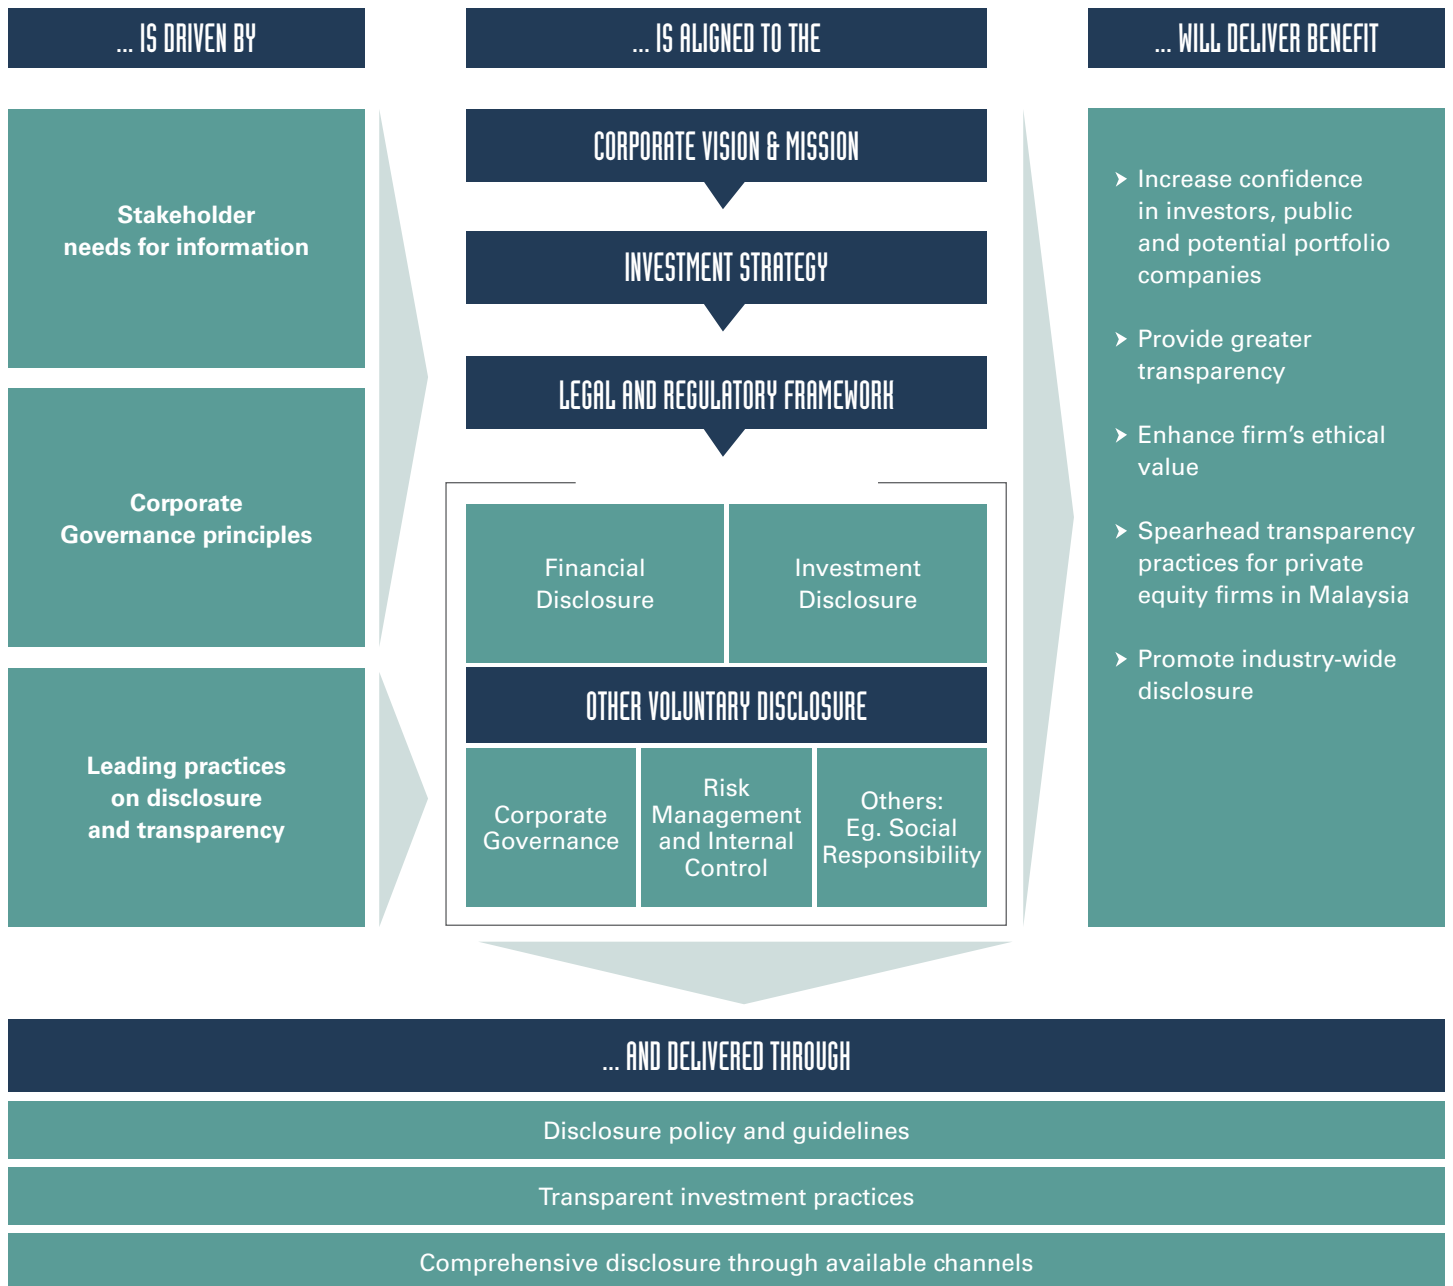 ... IS DRIVEN BY
Stakeholder
needs for information
Corporate
Governance principles
Leading practices
on disclosure
and transparency
... IS ALIGNED TO THE
CORPORATE VISION & MISSION
INVESTMENT STRATEGY
LEGAL AND REGULATORY FRAMEWORK
Financial
Disclosure
Investment
Disclosure
OTHER VOLUNTARY DISCLOSURE
Corporate
Governance
Risk
Management
and Internal
Control
Others:
Eg. Social
Responsibility
... WILL DELIVER BENEFIT
➤ Increase confidence
in investors, public
and potential portfolio
companies
➤ Provide greater
transparency
➤ Enhance firm’s ethical
value
➤ Spearhead transparency
practices for private
equity firms in Malaysia
➤ Promote industry-wide
disclosure
... AND DELIVERED THROUGH
Disclosure policy and guidelines
Transparent investment practices
Comprehensive disclosure through available channels